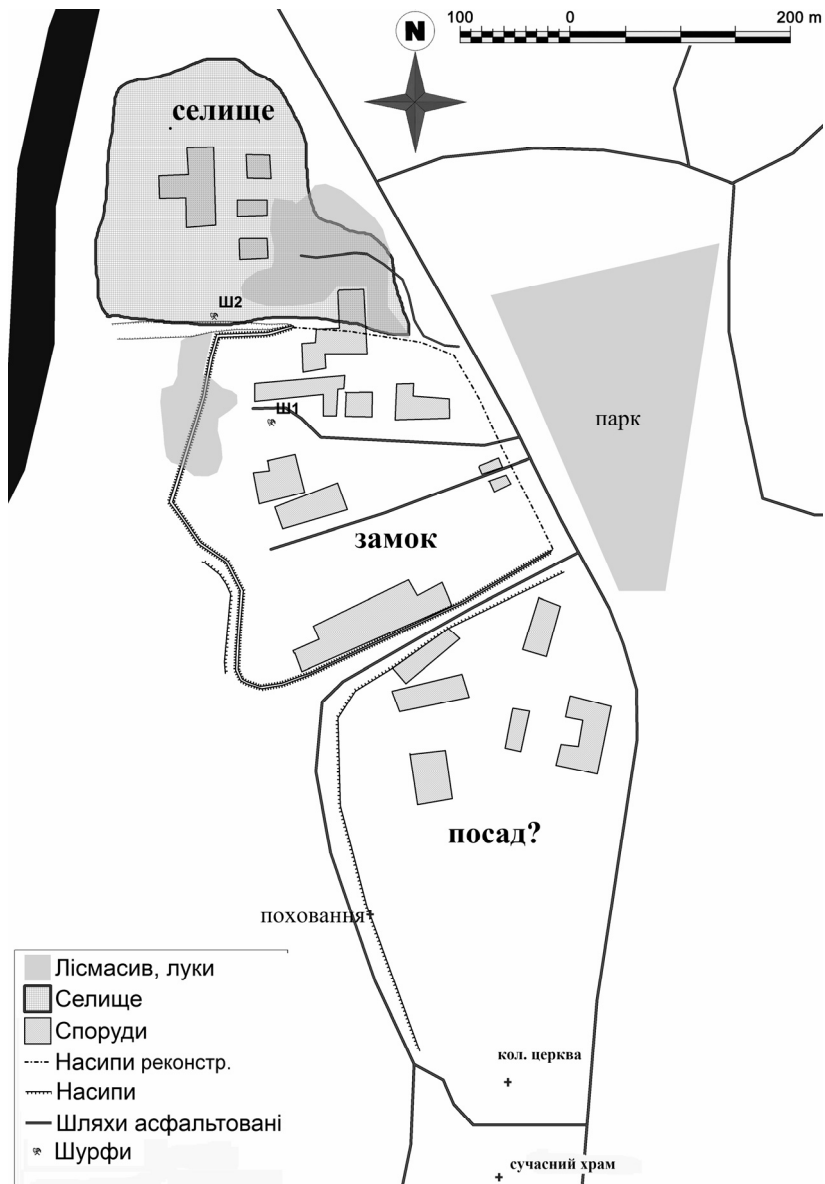 100 0 200 m
N
селище
Ш2
Ш1
парк
замок
посад?
поховання
Лісмасив, луки
Селище
Споруди
Насипи реконстр.
Насипи
Шляхи асфальтовані
Шурфи
кол. церква
сучасний храм